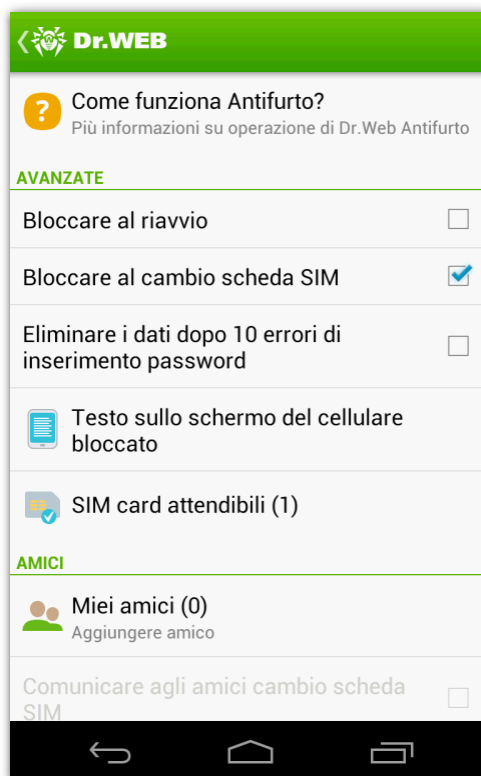 Dr.WEB
?
Come funziona Antifurto?
Più informazioni su operazione di Dr.Web Antifurto
AVANZATE
Bloccare al riavvio
Bloccare al cambio scheda SIM
Eliminare i dati dopo 10 errori di
inserimento password
Testo sullo schermo del cellulare
bloccato
SIM card attendibili (1)
AMICI
Miei amici (0)
Aggiungere amico
Comunicare agli amici cambio scheda
SIM